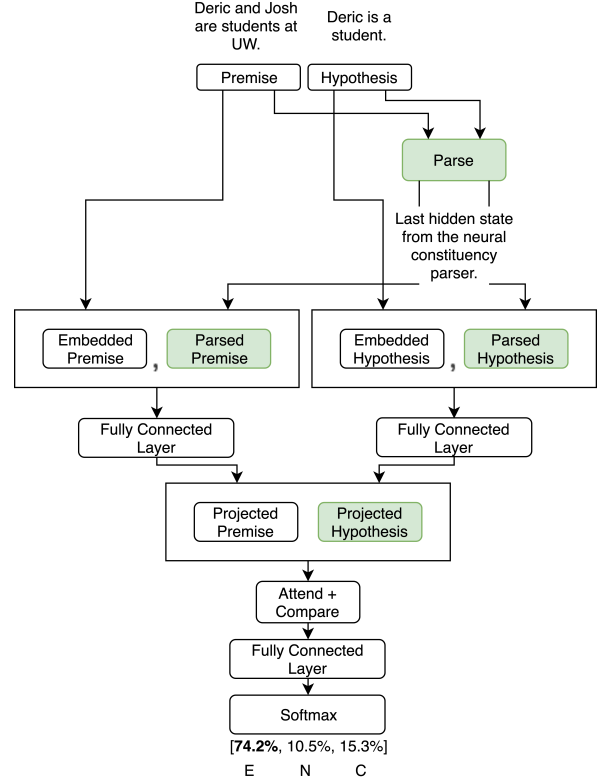 Deric and Josh
are students at
UW.
Deric is a
student.
Premise
Hypothesis
Parse
Last hidden state
from the neural
constituency
parser.
Embedded
Premise
,
Parsed
Premise
Embedded
Hypothesis
,
Parsed
Hypothesis
Fully Connected
Layer
Fully Connected
Layer
Projected
Premise
Projected
Hypothesis
Attend +
Compare
Fully Connected
Layer
Softmax
[74.2%, 10.5%, 15.3%]
E N C